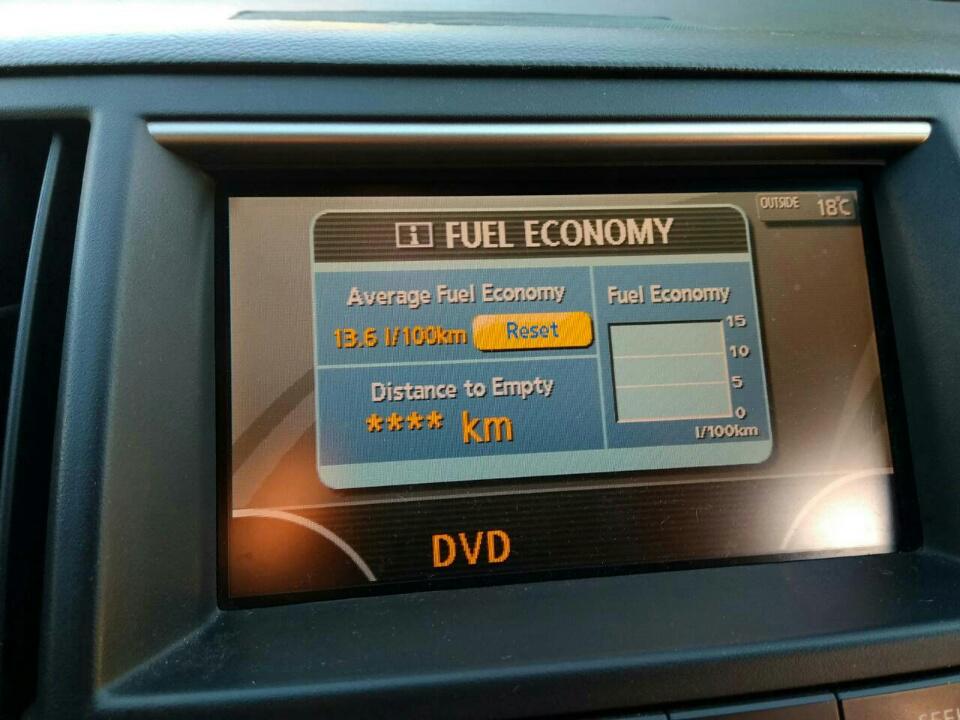 OUTSIDE 18°C
i FUEL ECONOMY
Average Fuel Economy
13.6 l/100km Reset
Distance to Empty
**** km
Fuel Economy
15
10
5
0
l/100km
DVD